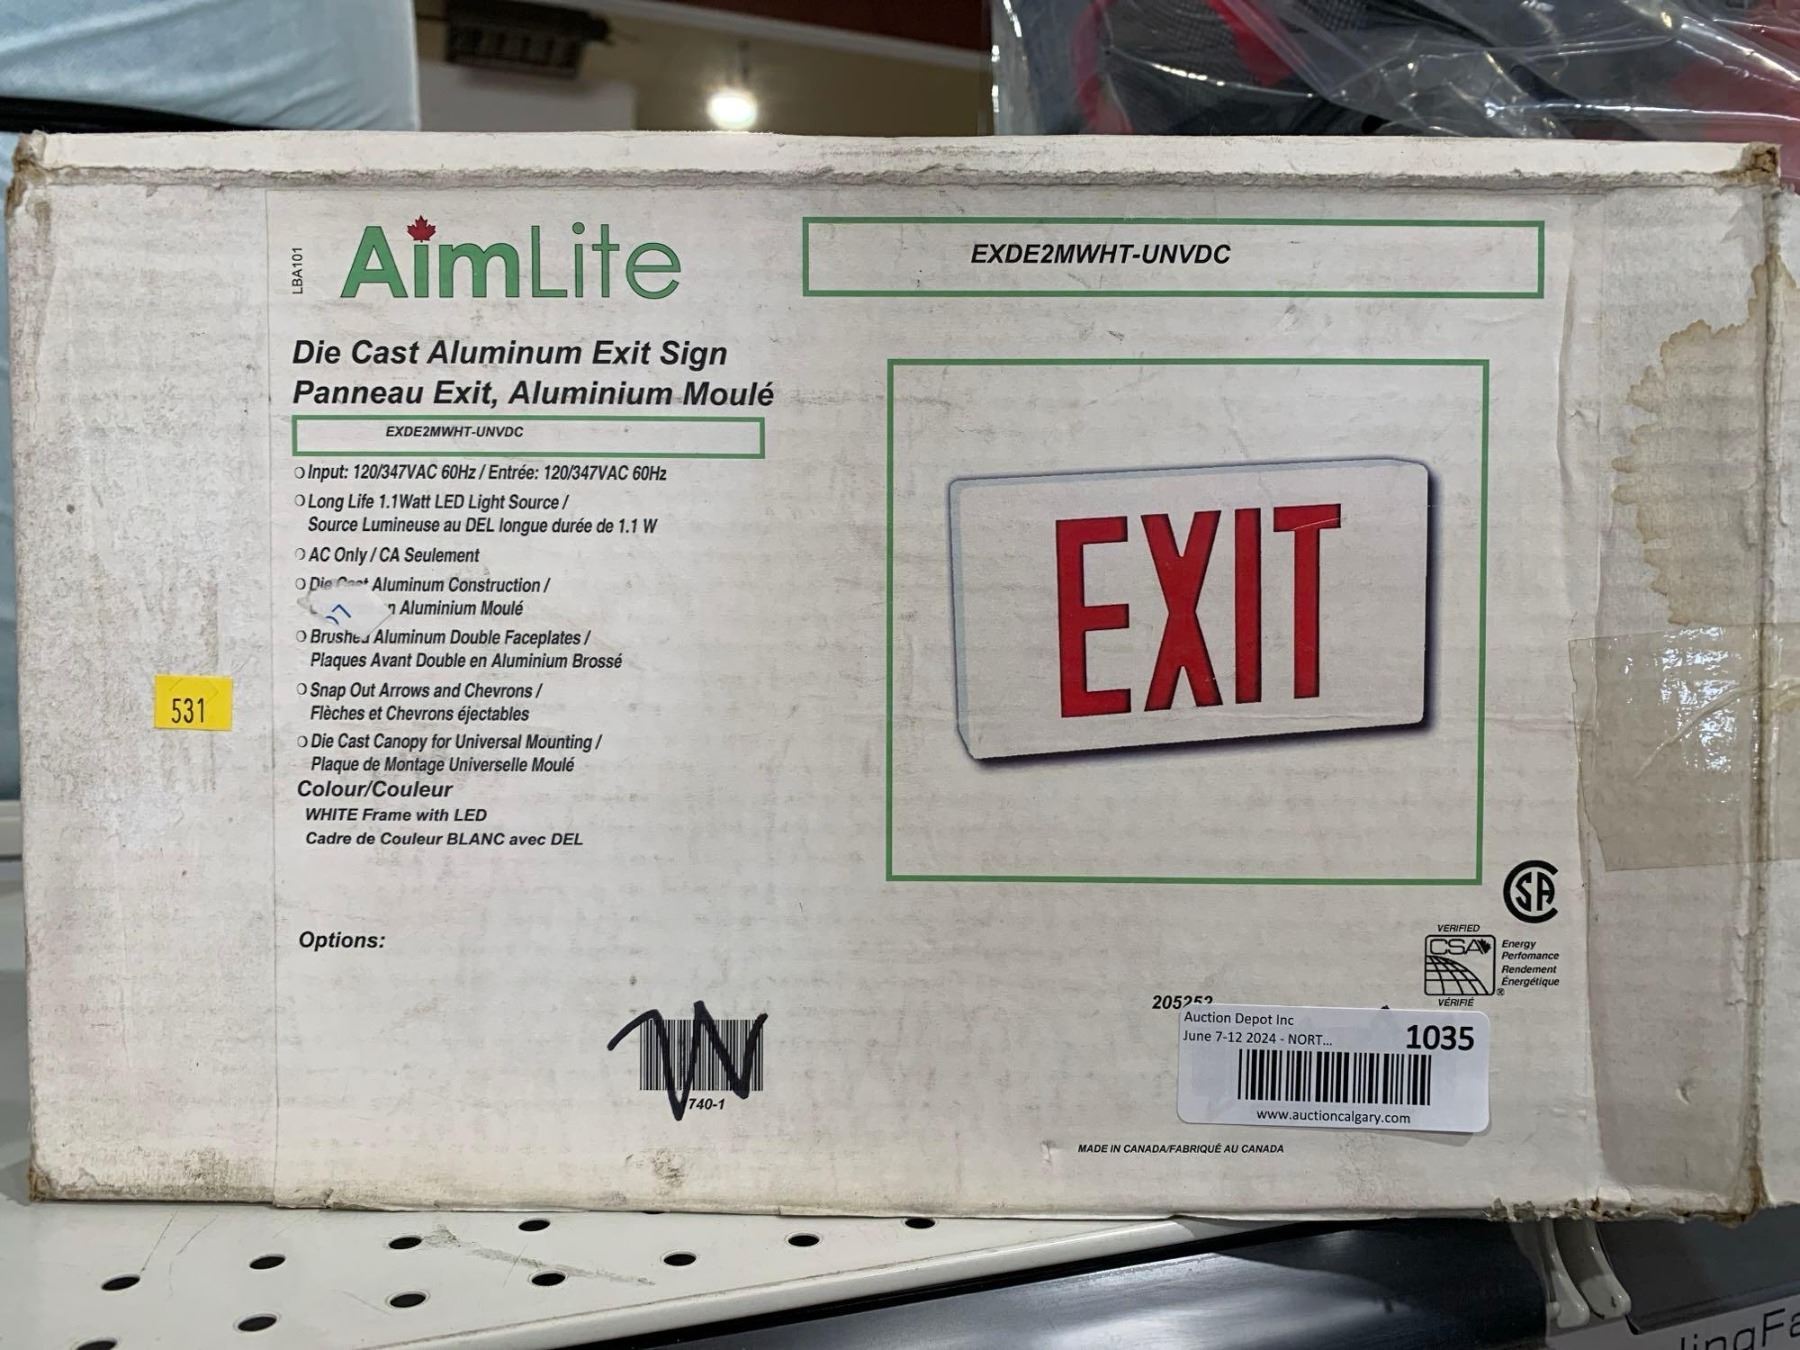 LBA101
AimLite
EXDE2MWHT-UNVDC
Die Cast Aluminum Exit Sign
Panneau Exit, Aluminium Moulé
EXDE2MWHT-UNVDC
Input: 120/347VAC 60Hz / Entrée: 120/347VAC 60Hz
Long Life 1.1Watt LED Light Source /
Source Lumineuse au DEL longue durée de 1.1 W
AC Only / CA Seulement
Die Cast Aluminum Construction /
Aluminium Moulé
Brushed Aluminum Double Faceplates /
Plaques Avant Double en Aluminium Brossé
Snap Out Arrows and Chevrons /
Flèches et Chevrons éjectables
Die Cast Canopy for Universal Mounting /
Plaque de Montage Universelle Moulé
Colour/Couleur
WHITE Frame with LED
Cadre de Couleur BLANC avec DEL
Options:
531
EXIT
VERIFIED
CSA
Energy
Perfomance
Rendement
Énergétique
VÉRIFIÉ
205252
Auction Depot Inc
June 7-12 2024 - NORT...
1035
www.auctioncalgary.com
740-1
MADE IN CANADA/FABRIQUÉ AU CANADA